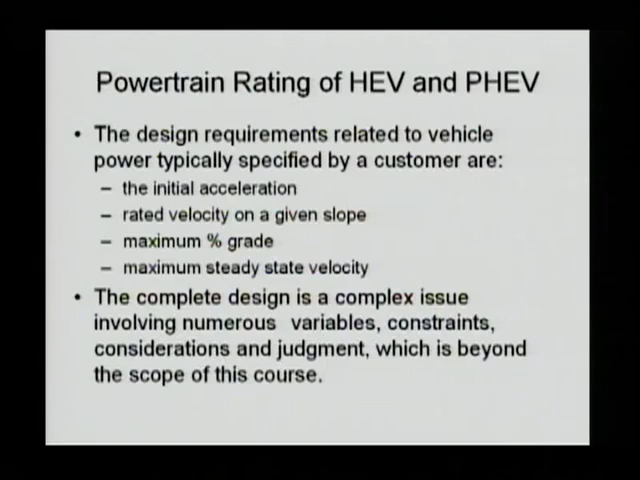 Powertrain Rating of HEV and PHEV
• The design requirements related to vehicle
power typically specified by a customer are:
– the initial acceleration
– rated velocity on a given slope
– maximum % grade
– maximum steady state velocity
• The complete design is a complex issue
involving numerous variables, constraints,
considerations and judgment, which is beyond
the scope of this course.